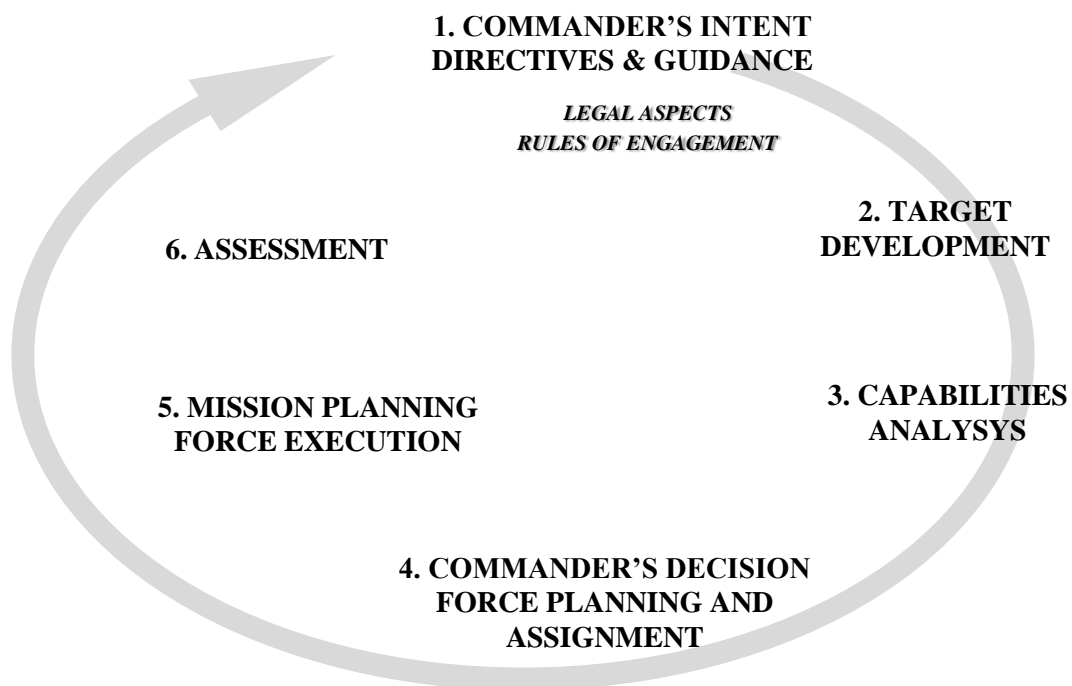 1. COMMANDER’S INTENT
DIRECTIVES & GUIDANCE
LEGAL ASPECTS
RULES OF ENGAGEMENT
2. TARGET
DEVELOPMENT
3. CAPABILITIES
ANALYSYS
4. COMMANDER’S DECISION
FORCE PLANNING AND
ASSIGNMENT
5. MISSION PLANNING
FORCE EXECUTION
6. ASSESSMENT